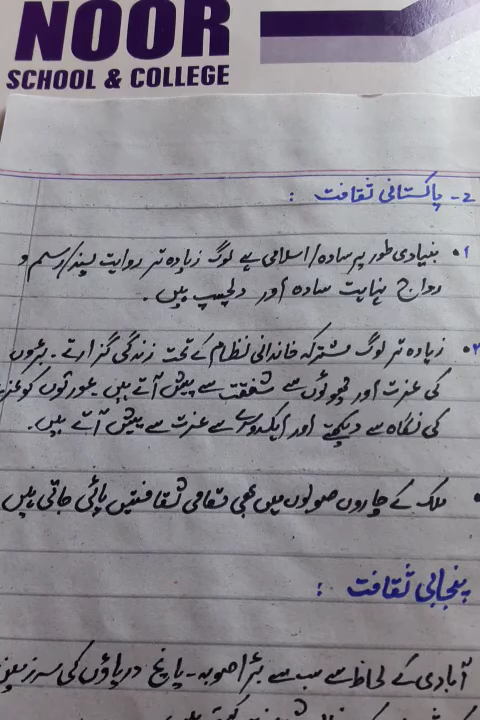 NOOR
SCHOOL & COLLEGE
2- پاکستانی ثقافت :
۱• بنیادی طور پر سادہ/اسلامی ہے لوگ زیادہ تر روایت پسند/رسم و
رواج نہایت سادہ اور دلچسپ ہیں۔
۲• زیادہ تر لوگ مشترکہ خاندانی نظام کے تحت زندگی گزارتے۔ بڑوں
کی عزت اور چھوٹوں سے شفقت سے پیش آتے ہیں۔ عورتوں کو عزت
کی نگاہ سے دیکھتے اور ایکدوسرے سے عزت سے پیش آتے ہیں۔
• ملک کے چاروں صوبوں میں بھی مقامی ثقافتیں پائی جاتی ہیں
پنجابی ثقافت :
آبادی کے لحاظ سے سب سے بڑا صوبہ۔ پانچ دریاؤں کی سرزمین